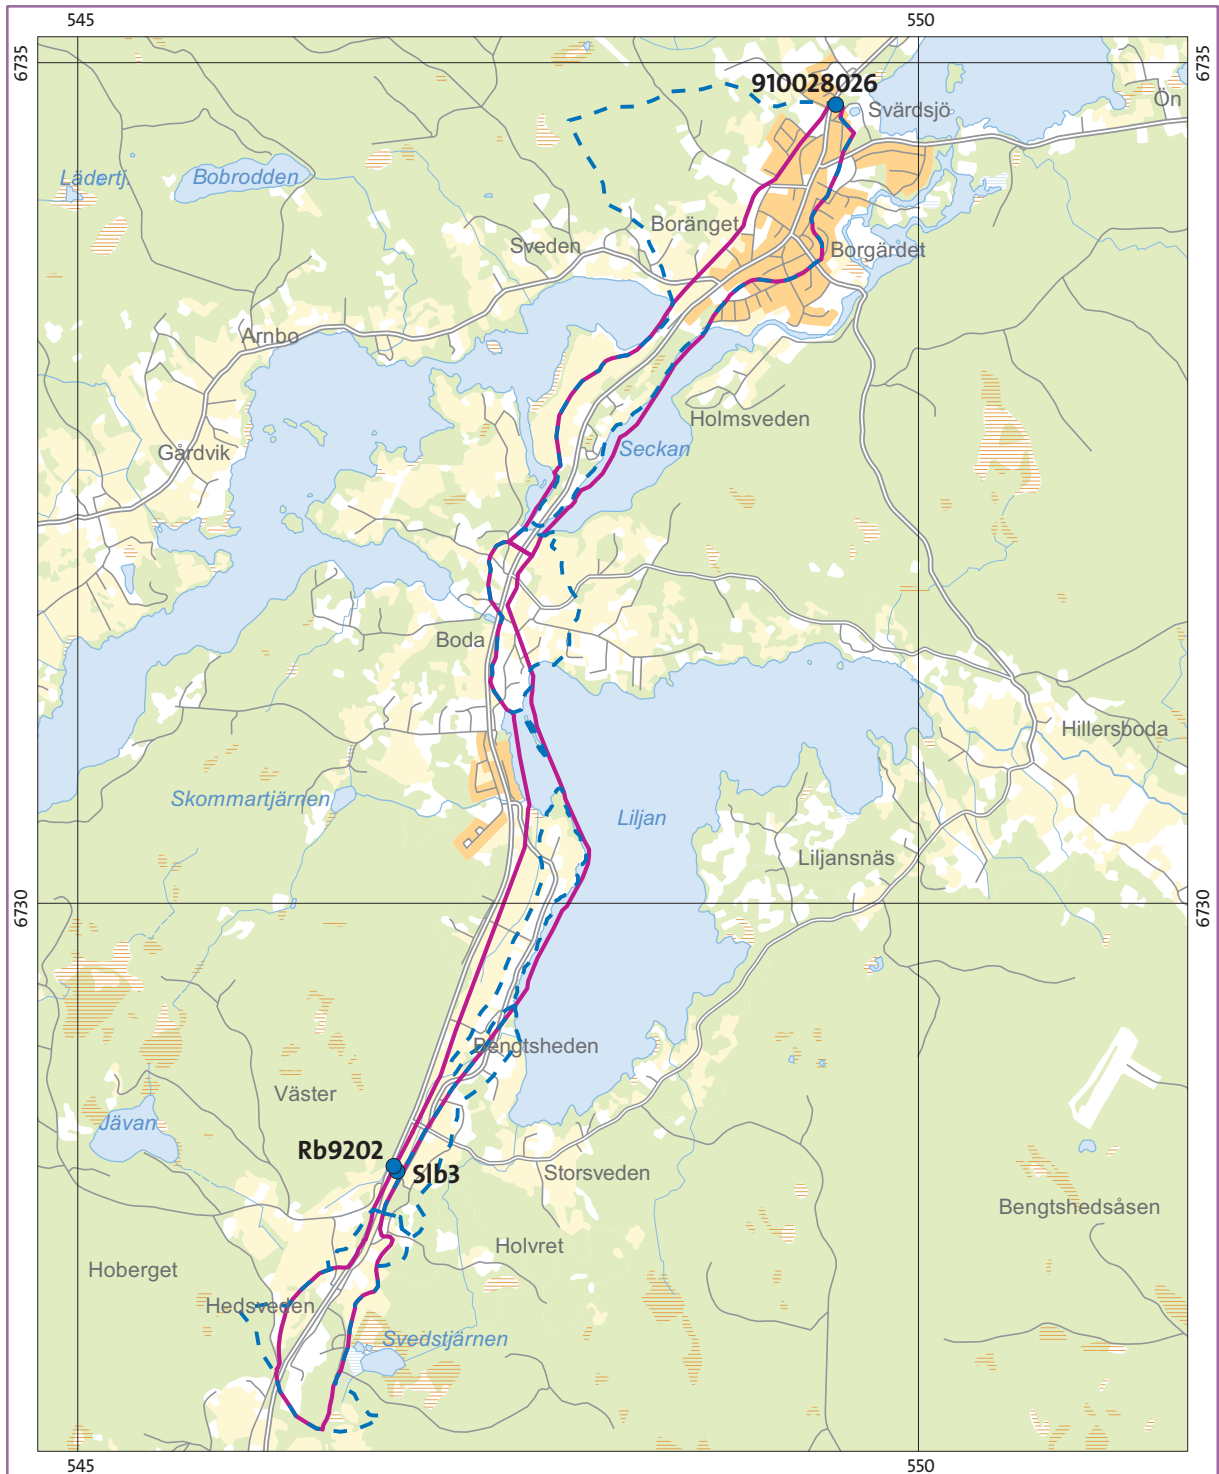 545 550
6735 6735
910028026
Svärdsjö
Ön
Lädertj.
Bobrodden
Boränget
Sveden
Borgärdet
Arnbo
Holmsveden
Gårdvik
Seckan
Boda
Hillersboda
Skommartjärnen
Liljan
Liljansnäs
6730 6730
Bengtsheden
Väster
Jävan
Rb9202
Slb3
Storsveden
Bengtshedsåsen
Holvret
Hoberget
Hedsveden
Svedstjärnen
545 550